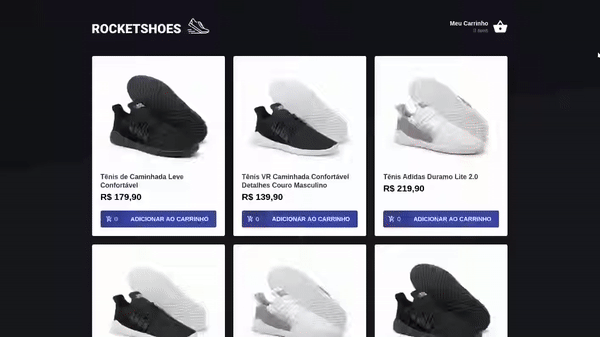 ROCKETSHOES
Meu Carrinho
0 itens
Tênis de Caminhada Leve
Confortável
R$ 179,90
0 ADICIONAR AO CARRINHO
Tênis VR Caminhada Confortável
Detalhes Couro Masculino
R$ 139,90
0 ADICIONAR AO CARRINHO
Tênis Adidas Duramo Lite 2.0
R$ 219,90
0 ADICIONAR AO CARRINHO